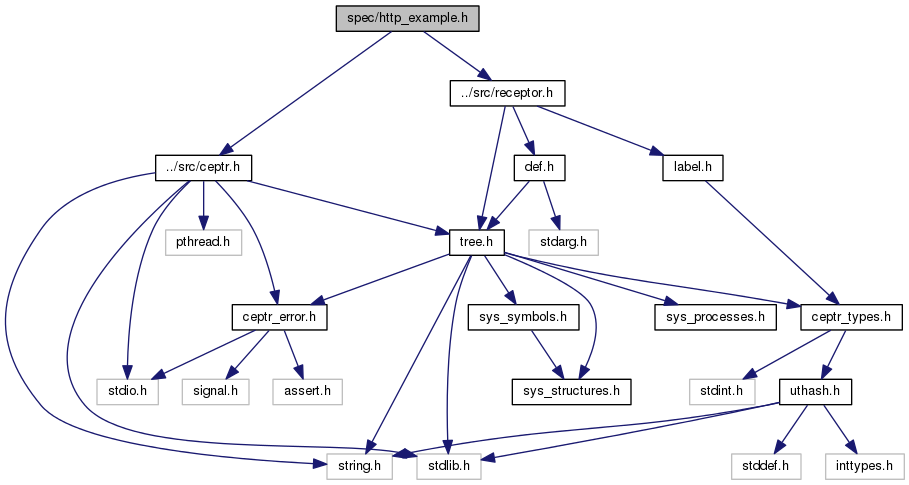 spec/http_example.h
../src/receptor.h
../src/ceptr.h
def.h
label.h
pthread.h
tree.h
stdarg.h
ceptr_error.h
sys_symbols.h
sys_processes.h
ceptr_types.h
stdio.h
signal.h
assert.h
sys_structures.h
stdint.h
uthash.h
string.h
stdlib.h
stddef.h
inttypes.h